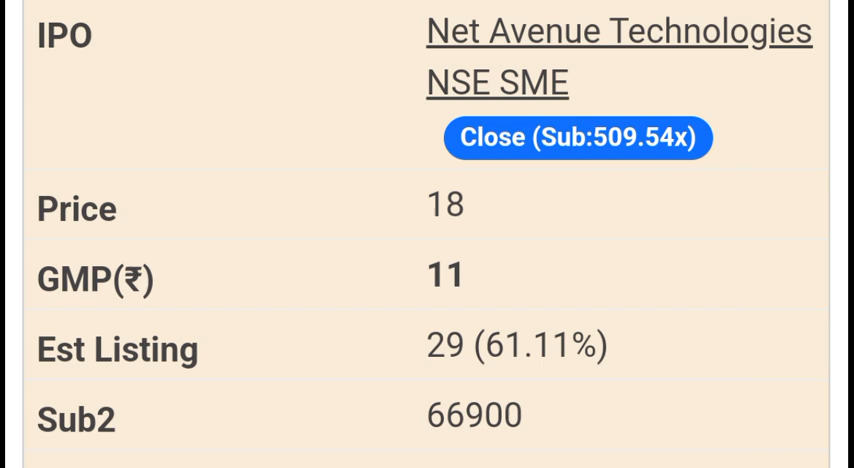 IPO Net Avenue Technologies
NSE SME
Close (Sub:509.54x)
Price 18
GMP(₹) 11
Est Listing 29 (61.11%)
Sub2 66900